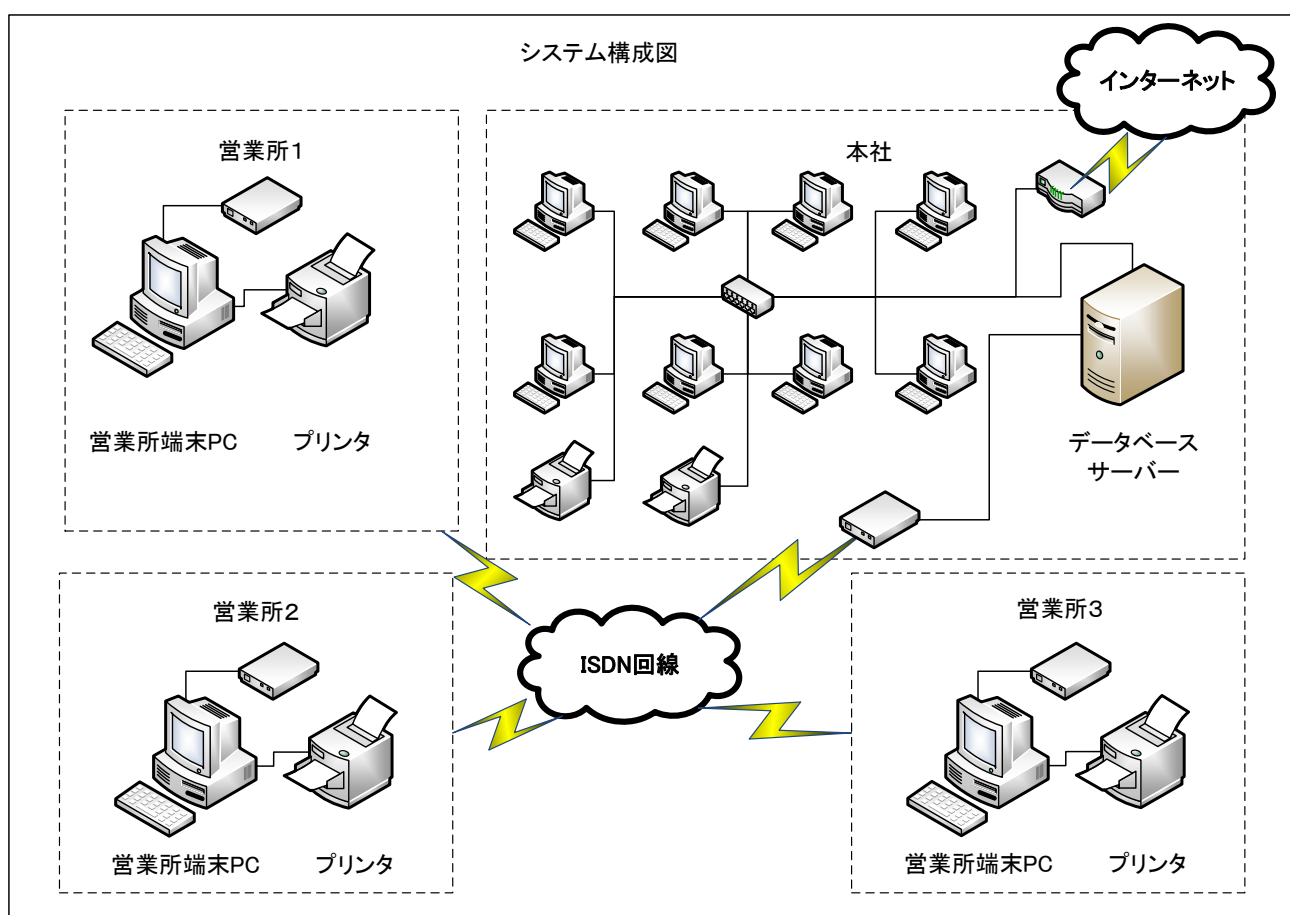 システム構成図
インターネット
営業所１
本社
営業所端末PC
プリンタ
データベース
サーバー
営業所２
ISDN回線
営業所３
営業所端末PC
プリンタ
営業所端末PC
プリンタ